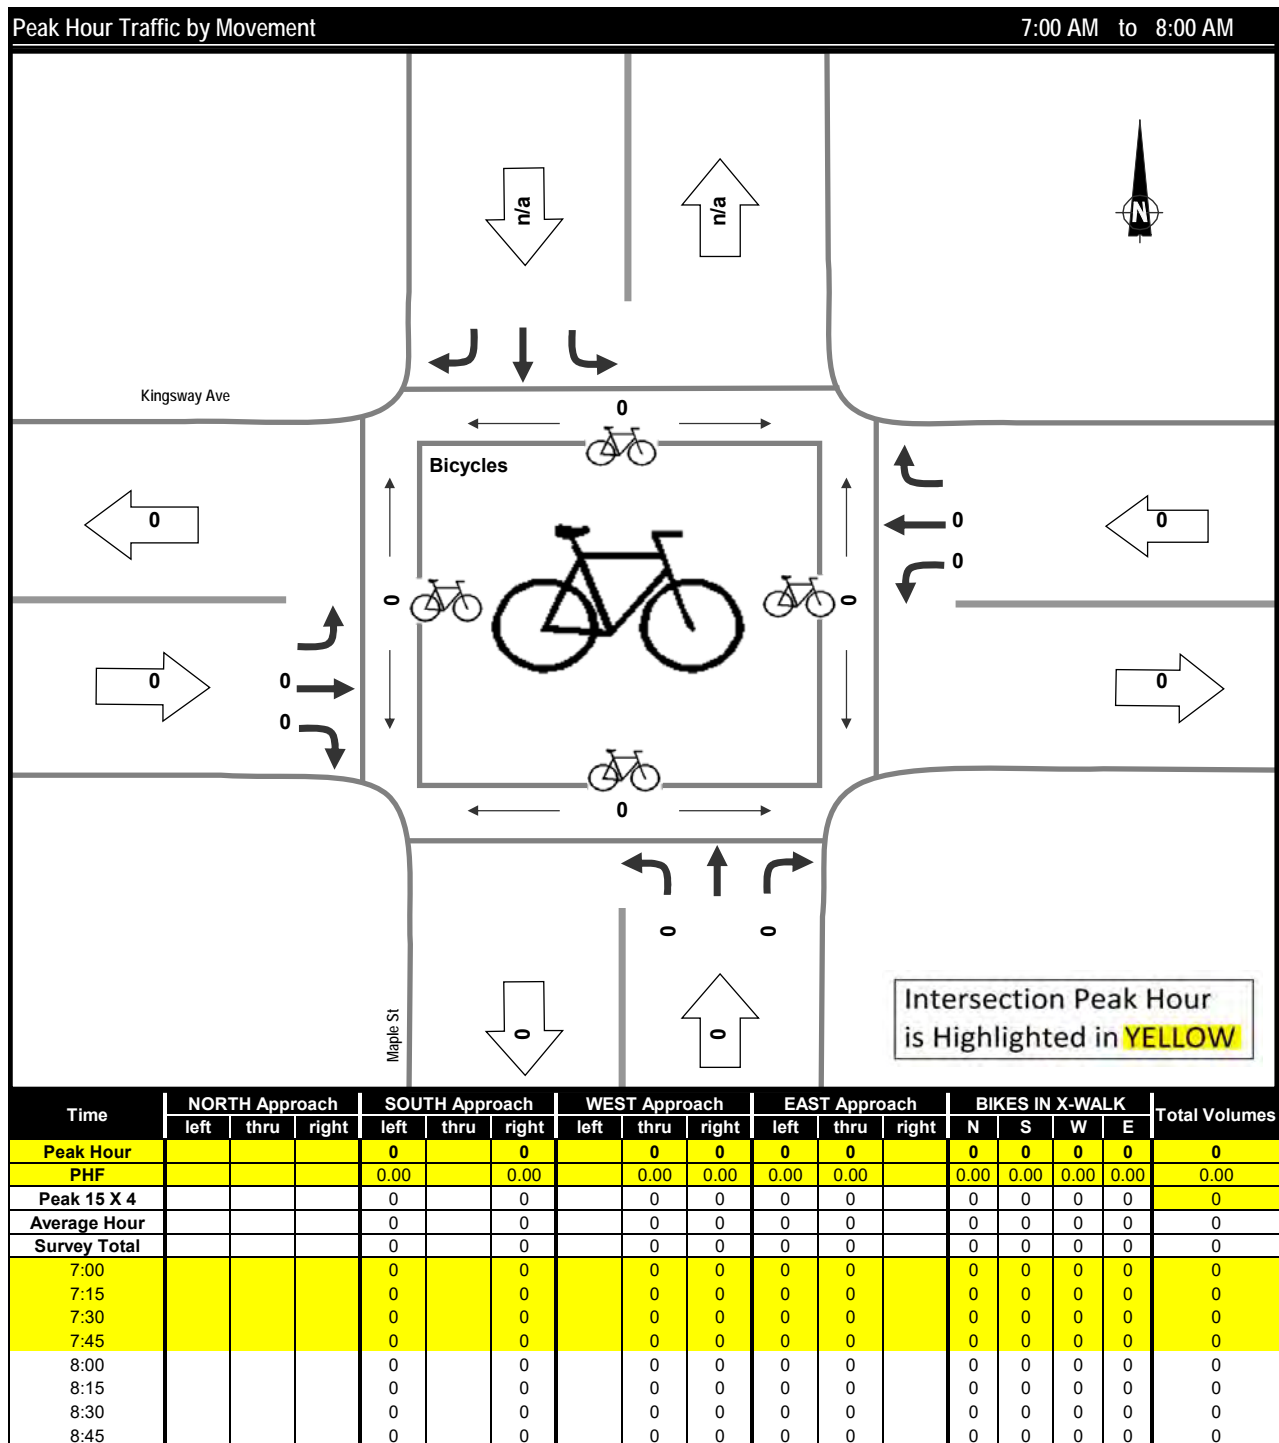 Peak Hour Traffic by Movement 7:00 AM to 8:00 AM
n/a n/a
N
Kingsway Ave
0
Bicycles
0 0 0
0
0 0
0 0 0
0
0
0
0 0
Maple St
0 0
Intersection Peak Hour
is Highlighted in YELLOW
Time NORTH Approach SOUTH Approach WEST Approach EAST Approach BIKES IN X-WALK Total Volumes
left thru right left thru right left thru right left thru right N S W E
Peak Hour 0 0 0 0 0 0 0 0 0 0 0
PHF 0.00 0.00 0.00 0.00 0.00 0.00 0.00 0.00 0.00 0.00 0.00
Peak 15 X 4 0 0 0 0 0 0 0 0 0 0 0
Average Hour 0 0 0 0 0 0 0 0 0 0 0
Survey Total 0 0 0 0 0 0 0 0 0 0 0
7:00 0 0 0 0 0 0 0 0 0 0 0
7:15 0 0 0 0 0 0 0 0 0 0 0
7:30 0 0 0 0 0 0 0 0 0 0 0
7:45 0 0 0 0 0 0 0 0 0 0 0
8:00 0 0 0 0 0 0 0 0 0 0 0
8:15 0 0 0 0 0 0 0 0 0 0 0
8:30 0 0 0 0 0 0 0 0 0 0 0
8:45 0 0 0 0 0 0 0 0 0 0 0